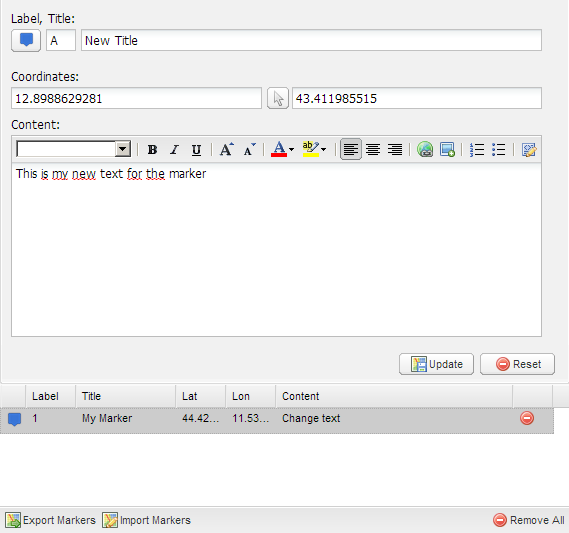 Label, Title:
A New Title
Coordinates:
12.8988629281 43.411985515
Content:
B I U A A A ab
This is my new text for the marker
Update Reset
Label Title Lat Lon Content
1 My Marker 44.42... 11.53... Change text
Export Markers Import Markers Remove All